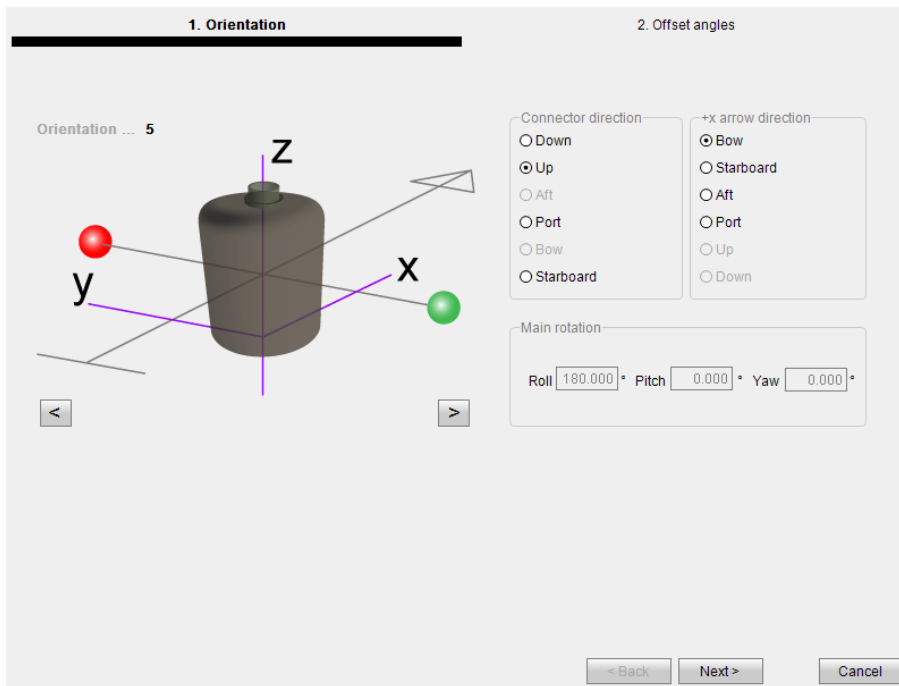 1. Orientation
2. Offset angles
Orientation ... 5
z
y
x
<
>
Connector direction
Down
Up
Aft
Port
Bow
Starboard
+x arrow direction
Bow
Starboard
Aft
Port
Up
Down
Main rotation
Roll 180.000 ° Pitch 0.000 ° Yaw 0.000 °
< Back Next > Cancel